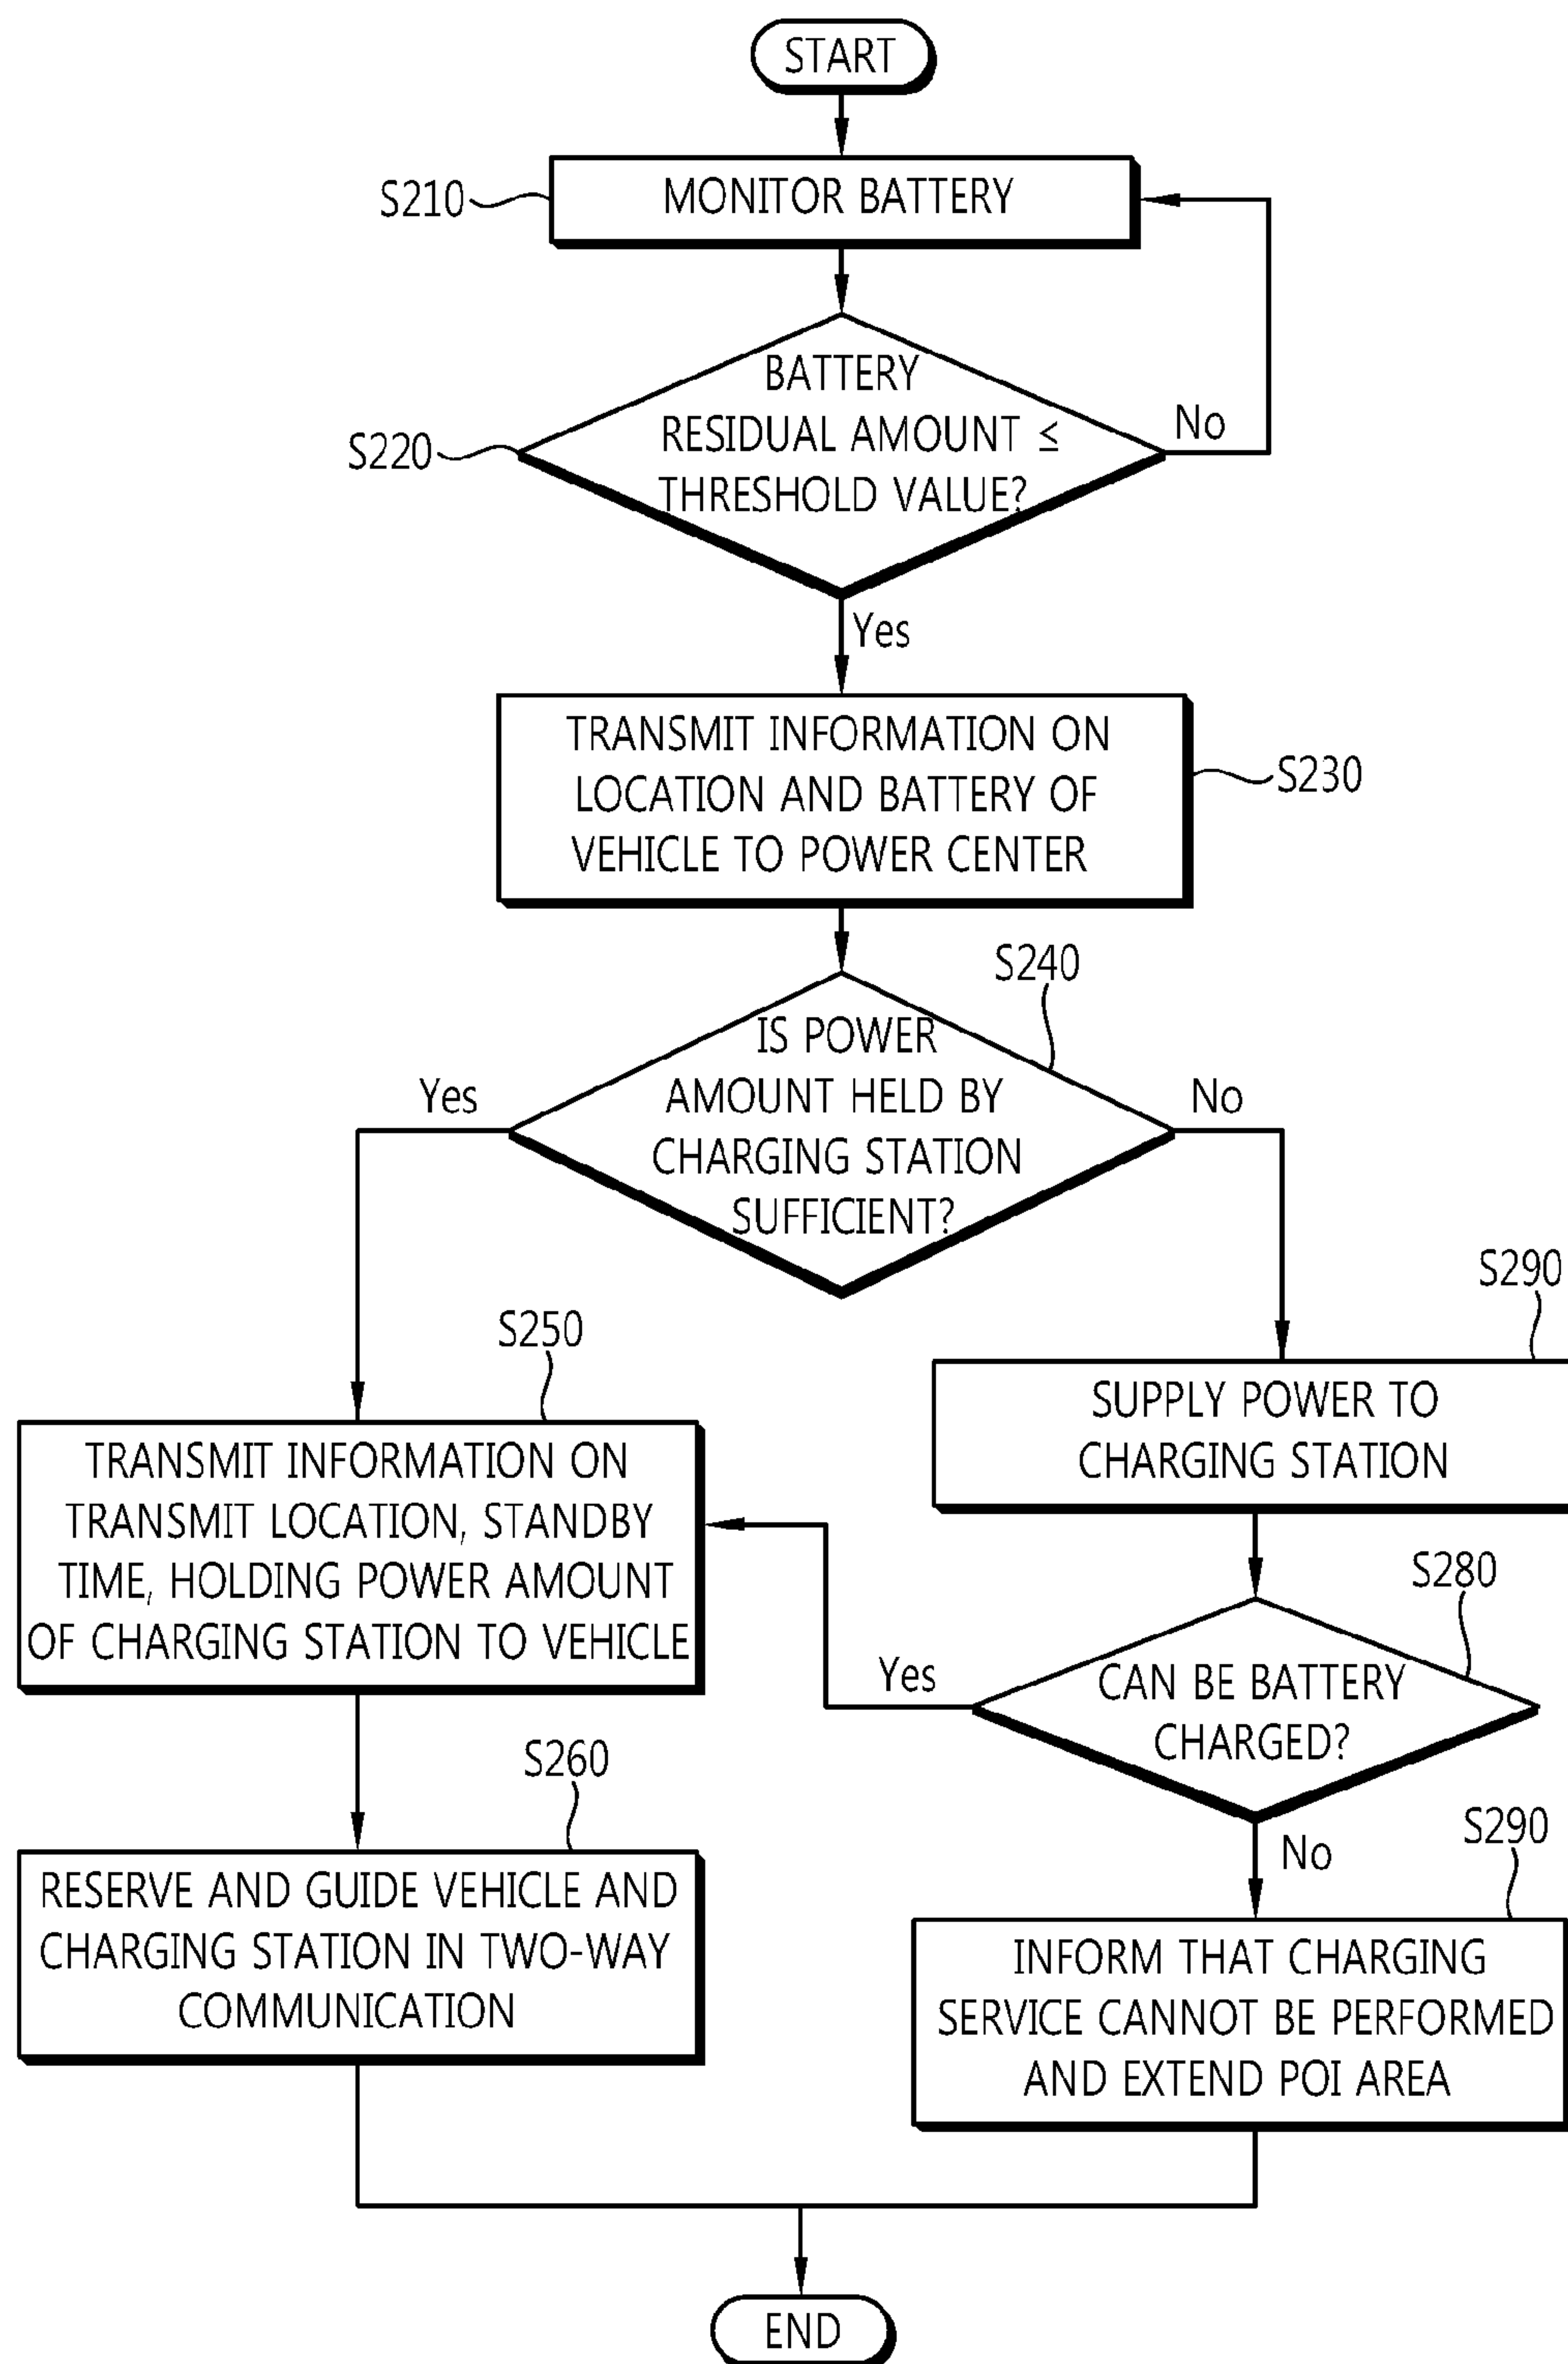 START
S210
MONITOR BATTERY
S220
BATTERY
RESIDUAL AMOUNT ≤
THRESHOLD VALUE?
No
Yes
TRANSMIT INFORMATION ON
LOCATION AND BATTERY OF
VEHICLE TO POWER CENTER
S230
S240
IS POWER
AMOUNT HELD BY
CHARGING STATION
SUFFICIENT?
Yes
No
S250
TRANSMIT INFORMATION ON
TRANSMIT LOCATION, STANDBY
TIME, HOLDING POWER AMOUNT
OF CHARGING STATION TO VEHICLE
S290
SUPPLY POWER TO
CHARGING STATION
S280
CAN BE BATTERY
CHARGED?
Yes
No
S260
RESERVE AND GUIDE VEHICLE AND
CHARGING STATION IN TWO-WAY
COMMUNICATION
S290
INFORM THAT CHARGING
SERVICE CANNOT BE PERFORMED
AND EXTEND POI AREA
END